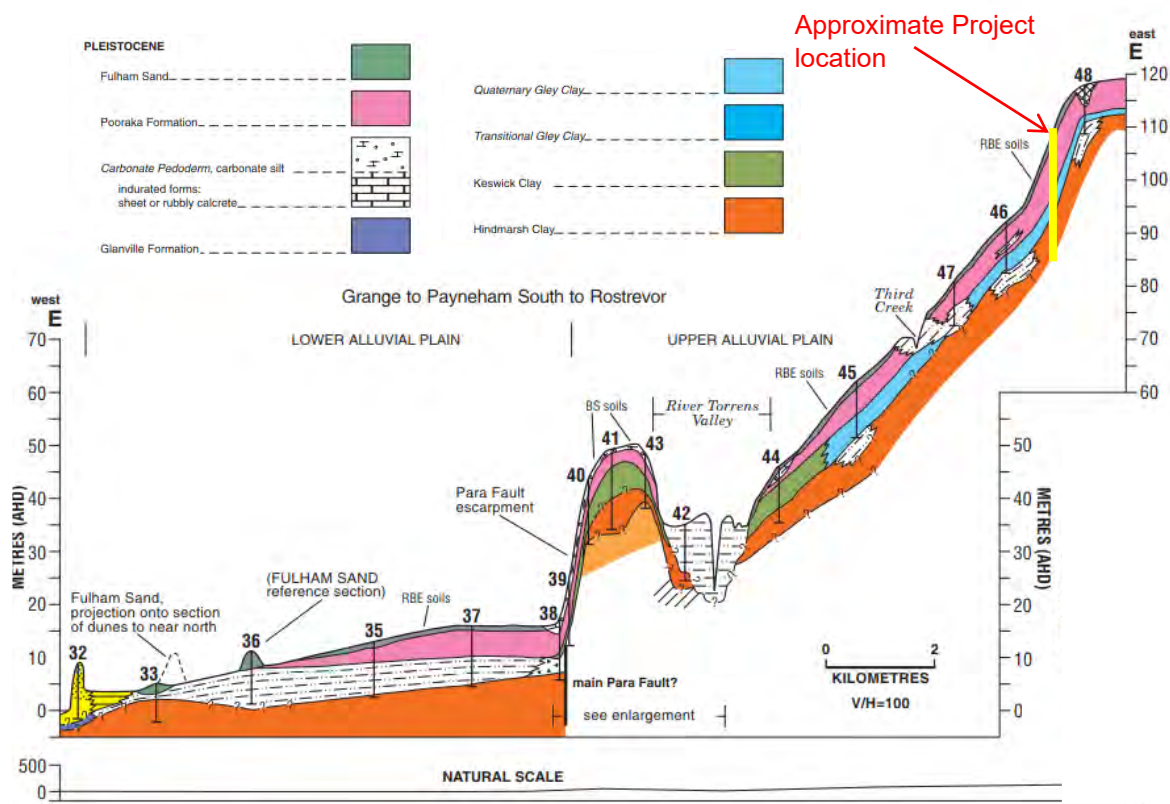 Approximate Project
location
PLEISTOCENE
Fulham Sand
Pooraka Formation
Carbonate Pedoderm, carbonate silt
indurated forms:
sheet or rubbly calcrete
Glanville Formation
Quaternary Gley Clay
Transitional Gley Clay
Keswick Clay
Hindmarsh Clay
east
E
120
110
100
90
80
70
60
50
40
30
20
10
0
METRES (AHD)
west
E
70
60
50
40
30
20
10
0
METRES (AHD)
Grange to Payneham South to Rostrevor
LOWER ALLUVIAL PLAIN
UPPER ALLUVIAL PLAIN
48
RBE soils
46
47
Third
Creek
45
RBE soils
44
River Torrens
Valley
BS soils
41
43
40
42
Para Fault
escarpment
39
38
Fulham Sand,
projection onto section
of dunes to near north
(FULHAM SAND
reference section)
RBE soils
32
33
36
35
37
main Para Fault?
see enlargement
0 2
KILOMETRES
V/H=100
500
0
NATURAL SCALE